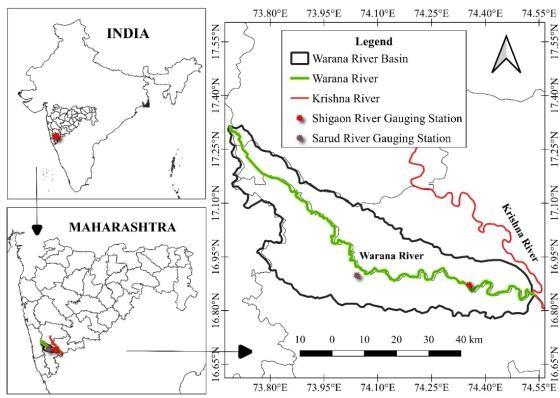 INDIA
MAHARASHTRA
73.80°E 73.95°E 74.10°E 74.25°E 74.40°E 74.55°E
Legend
Warana River Basin
Warana River
Krishna River
Shigaon River Gauging Station
Sarud River Gauging Station
17.55°N
17.40°N
17.25°N
17.10°N
16.95°N
16.80°N
16.65°N
17.55°N
17.40°N
17.25°N
17.10°N
16.95°N
16.80°N
16.65°N
Krishna River
Warana River
10 0 10 20 30 40 km
73.80°E 73.95°E 74.10°E 74.25°E 74.40°E 74.55°E